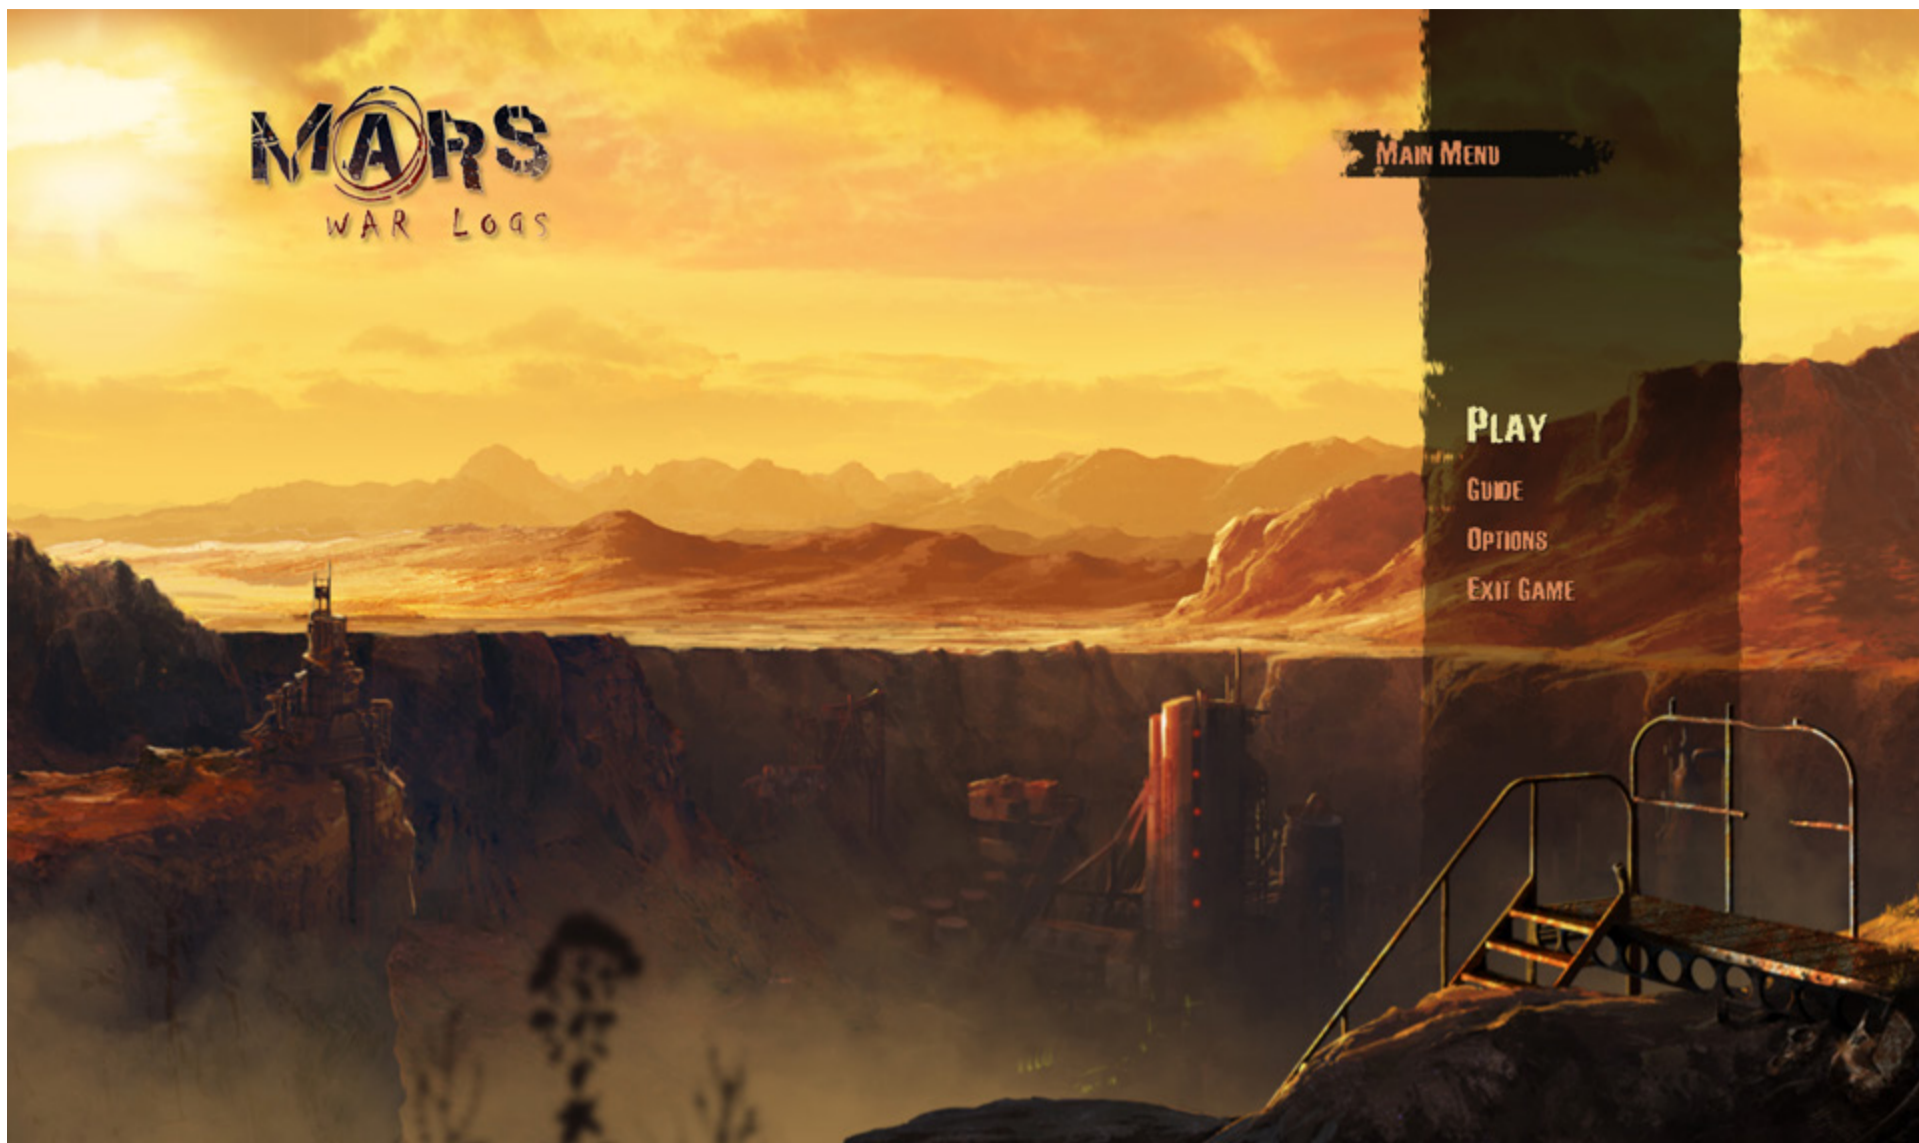 MARS
WAR LOGS
MAIN MENU
PLAY
GUIDE
OPTIONS
EXIT GAME